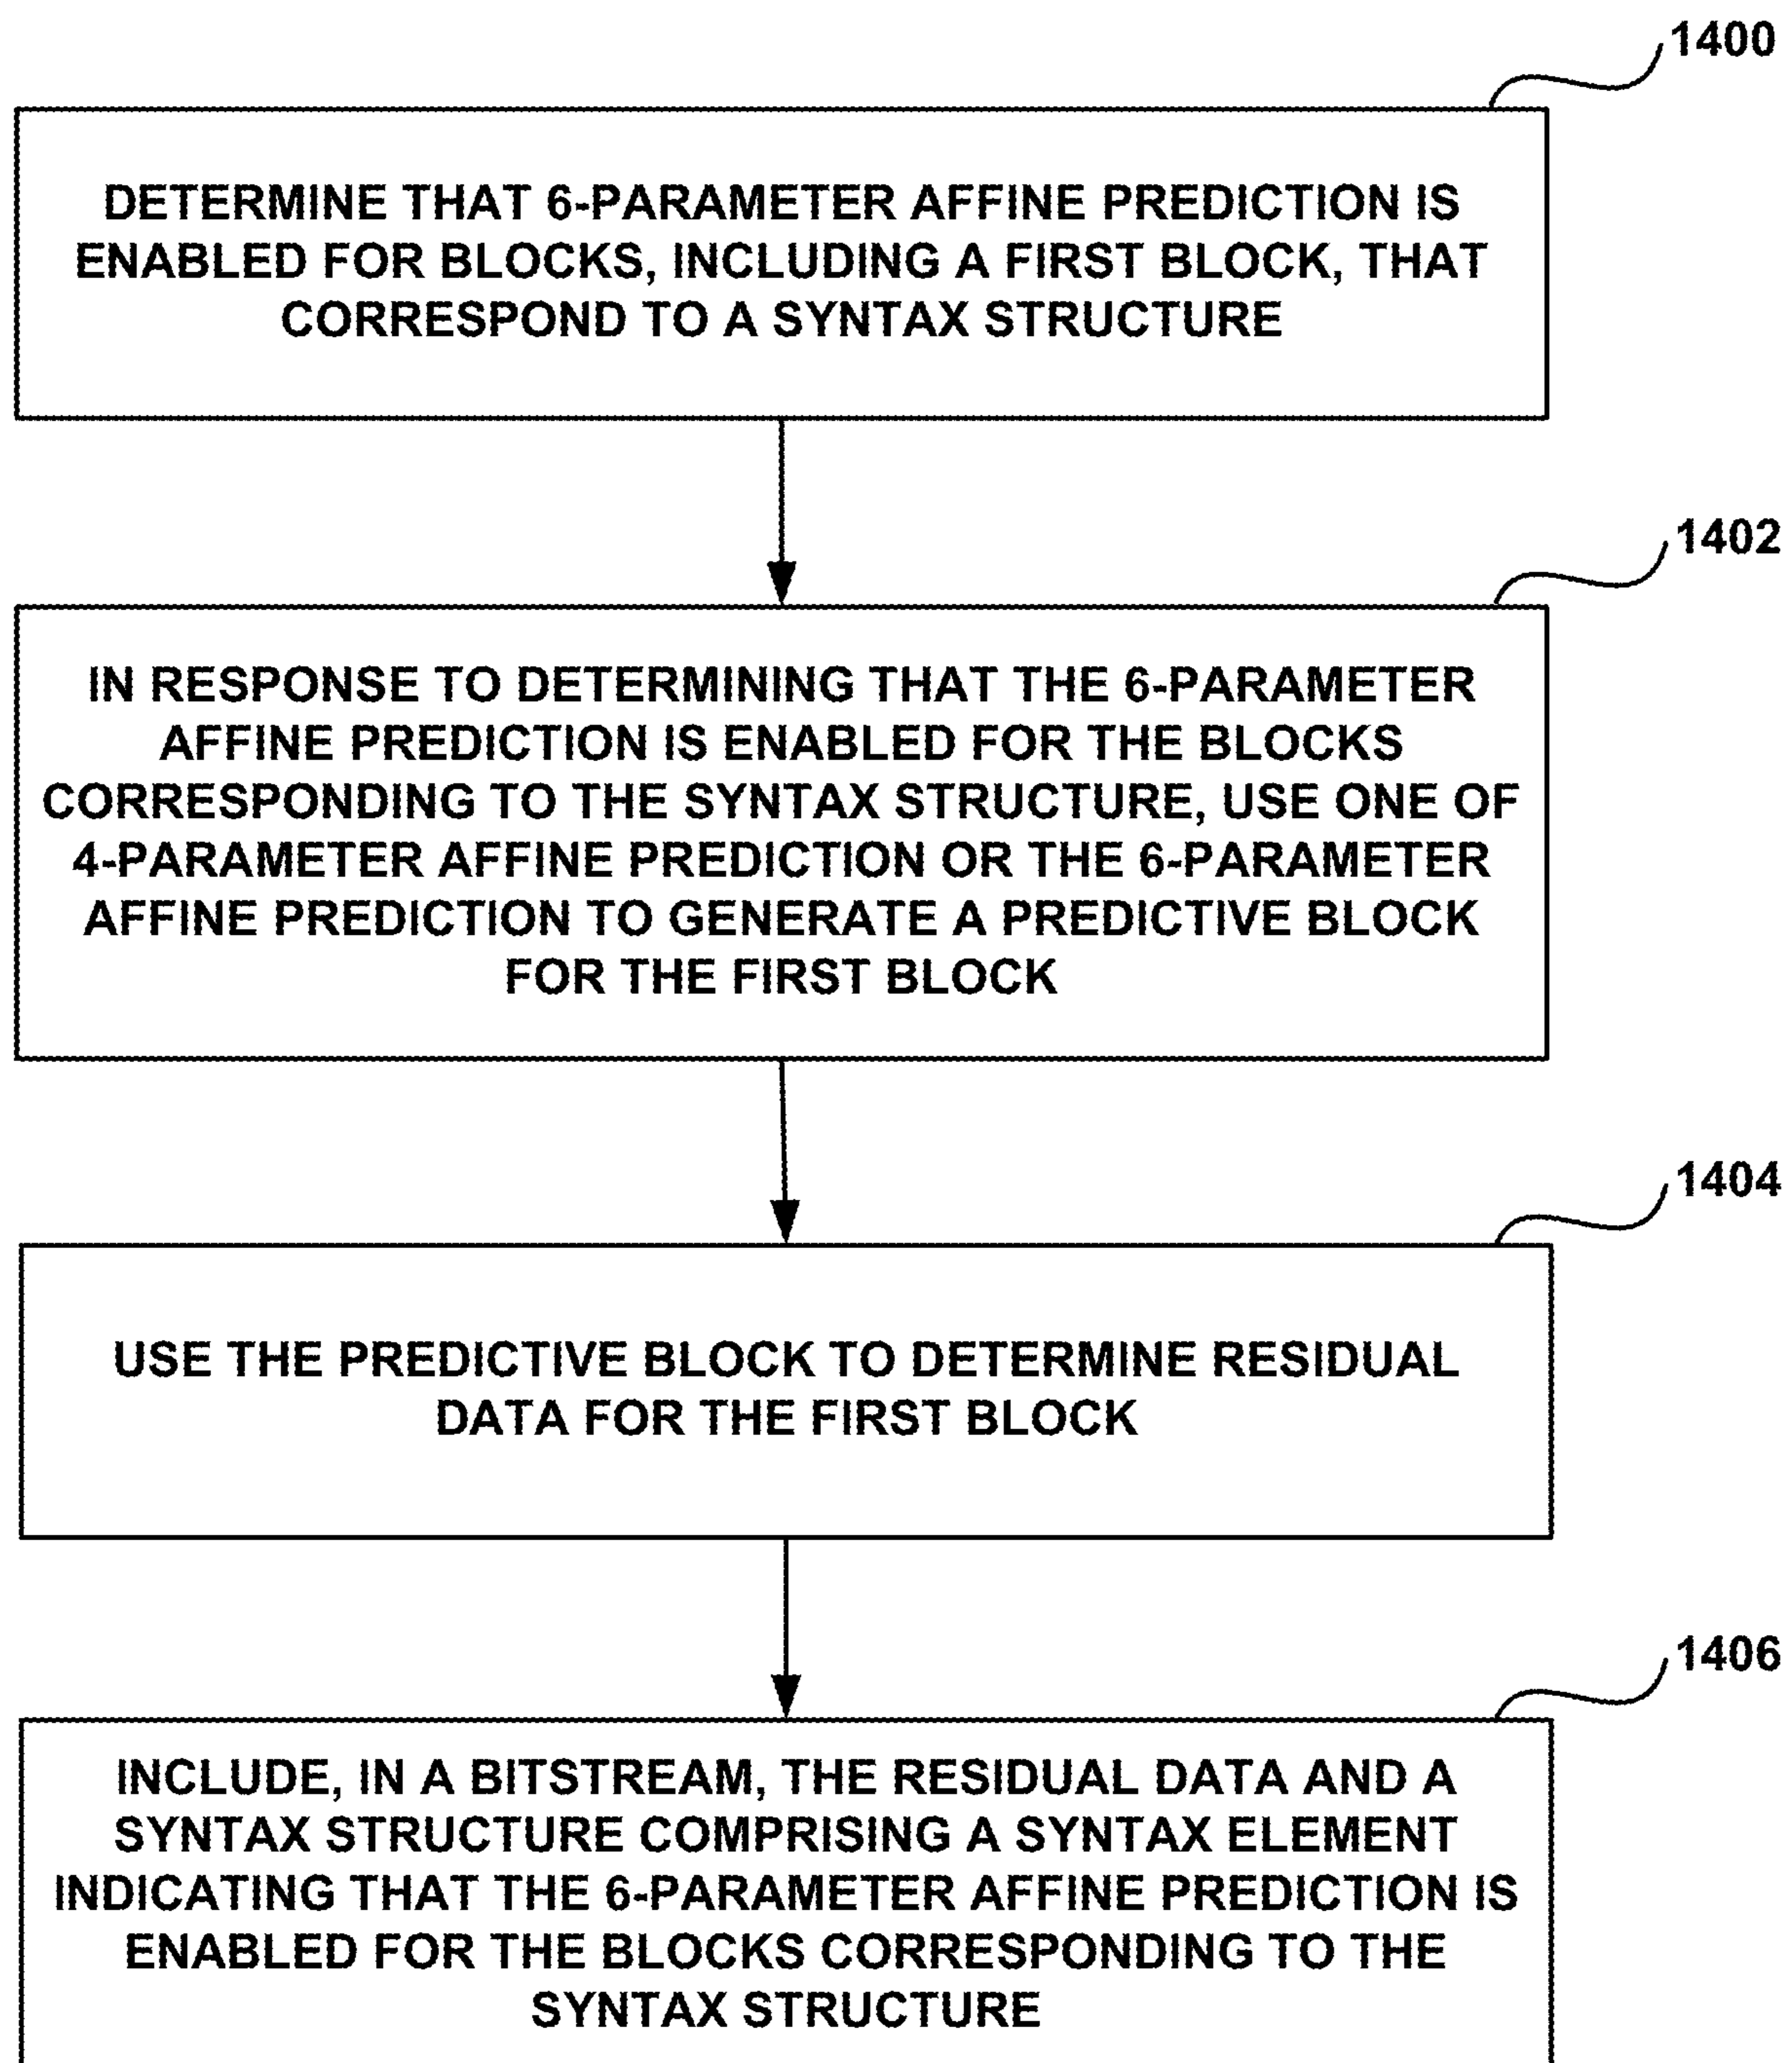 1400
DETERMINE THAT 6-PARAMETER AFFINE PREDICTION IS
ENABLED FOR BLOCKS, INCLUDING A FIRST BLOCK, THAT
CORRESPOND TO A SYNTAX STRUCTURE
1402
IN RESPONSE TO DETERMINING THAT THE 6-PARAMETER
AFFINE PREDICTION IS ENABLED FOR THE BLOCKS
CORRESPONDING TO THE SYNTAX STRUCTURE, USE ONE OF
4-PARAMETER AFFINE PREDICTION OR THE 6-PARAMETER
AFFINE PREDICTION TO GENERATE A PREDICTIVE BLOCK
FOR THE FIRST BLOCK
1404
USE THE PREDICTIVE BLOCK TO DETERMINE RESIDUAL
DATA FOR THE FIRST BLOCK
1406
INCLUDE, IN A BITSTREAM, THE RESIDUAL DATA AND A
SYNTAX STRUCTURE COMPRISING A SYNTAX ELEMENT
INDICATING THAT THE 6-PARAMETER AFFINE PREDICTION IS
ENABLED FOR THE BLOCKS CORRESPONDING TO THE
SYNTAX STRUCTURE